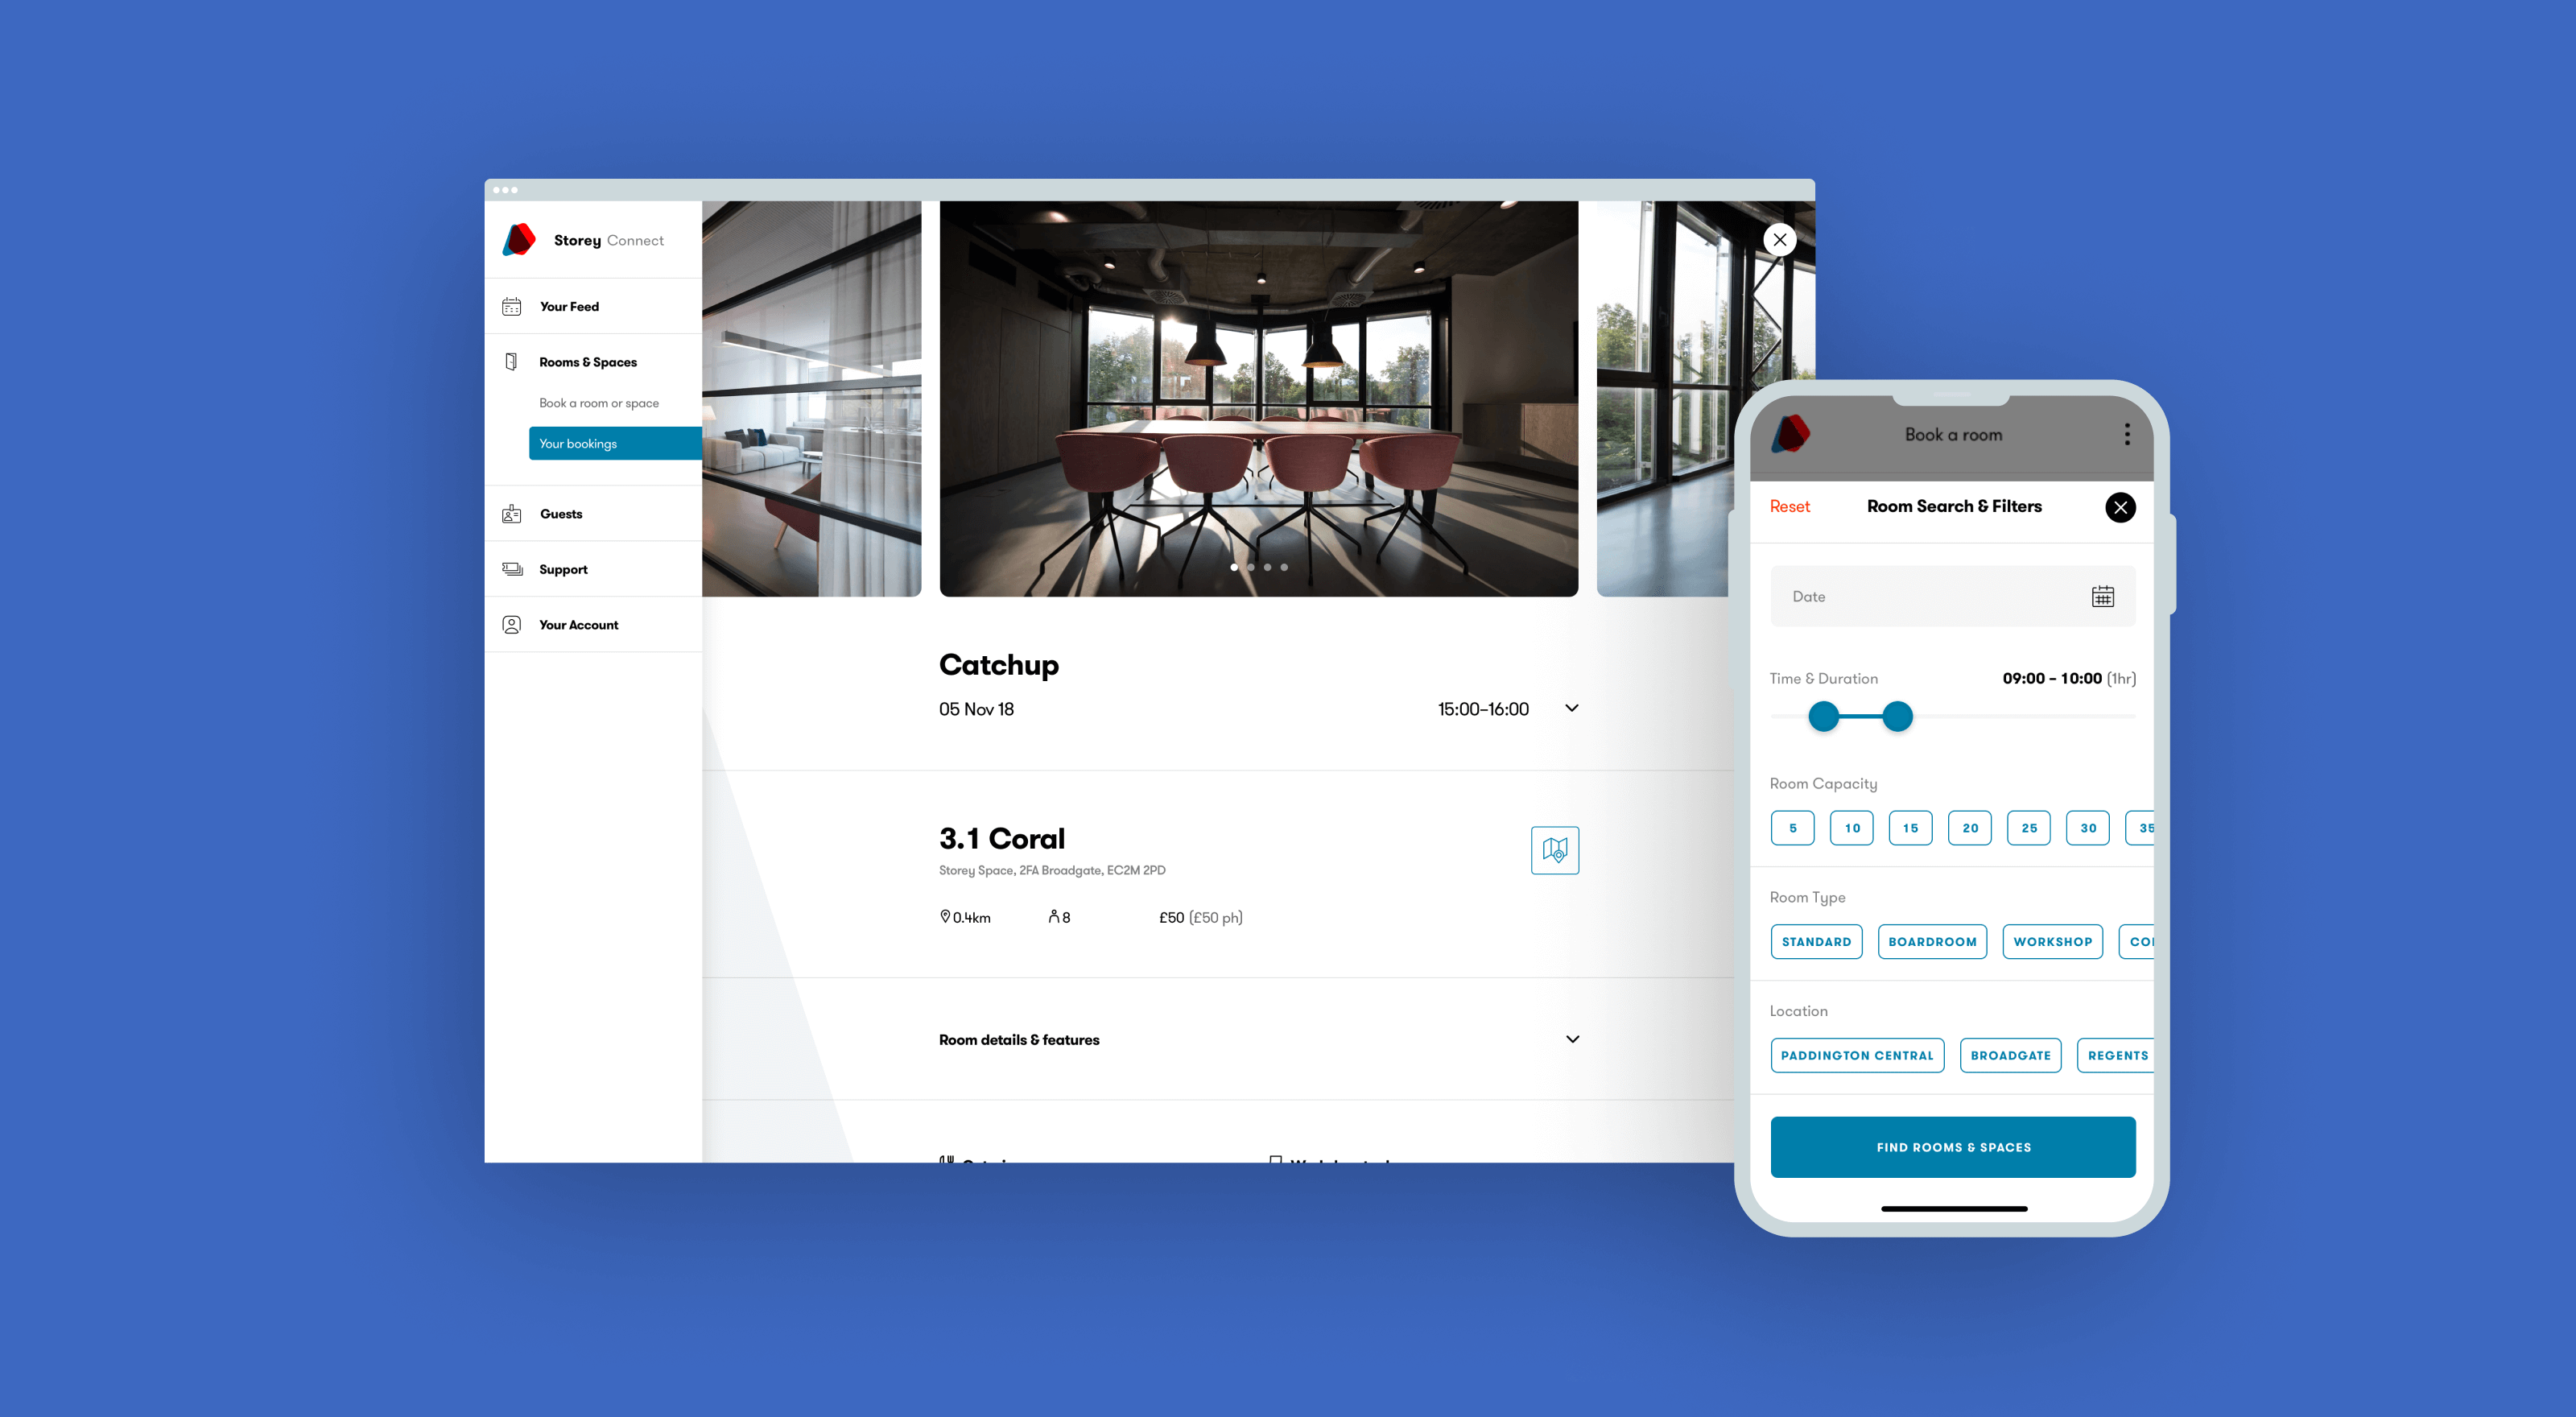 Storey Connect
Your Feed
Rooms & Spaces
Book a room or space
Your bookings
Guests
Support
Your Account
Catchup
05 Nov 18
15:00–16:00
3.1 Coral
Storey Space, 2FA Broadgate, EC2M 2PD
0.4km
8
£50 (£50 ph)
Room details & features
Book a room
Reset
Room Search & Filters
Date
Time & Duration
09:00 – 10:00 (1hr)
Room Capacity
5
10
15
20
25
30
35
Room Type
STANDARD
BOARDROOM
WORKSHOP
Location
PADDINGTON CENTRAL
BROADGATE
REGENTS
FIND ROOMS & SPACES